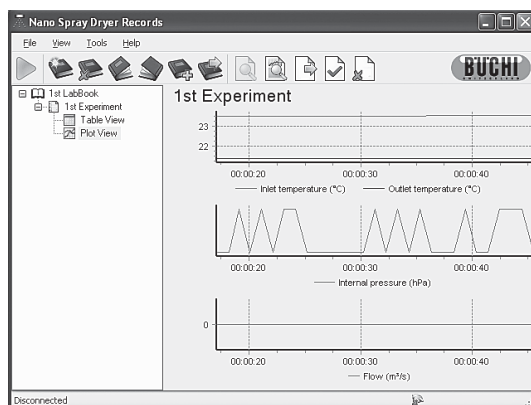 Nano Spray Dryer Records
File View Tools Help
BUCHI
1st LabBook
1st Experiment
Table View
Plot View
1st Experiment
23
22
00:00:20 00:00:30 00:00:40
Inlet temperature (°C) Outlet temperature (°C)
00:00:20 00:00:30 00:00:40
Internal pressure (hPa)
0
00:00:20 00:00:30 00:00:40
Flow (m³/s)
Disconnected